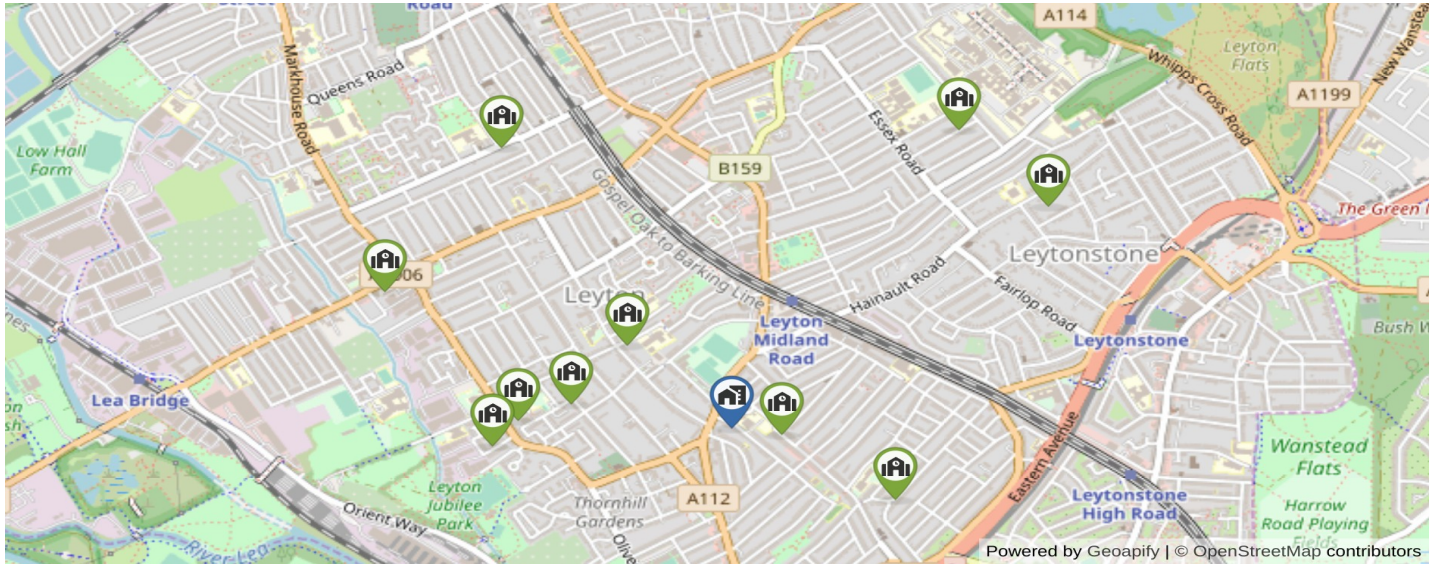 Road
A114
Leyton
Flats
New Wanste
Markhouse Road
Queens Road
Whipps Cross Road
A1199
Low Hall
Farm
Essex Road
B159
Gospel Oak to Barking Line
The Green
Leytonstone
06
Hainault Road
Leyton
Fairlop Road
Leyton
Midland
Road
Leytonstone
Bush W
Lea Bridge
Eastern Avenue
Wanstead
Flats
Leyton
Jubilee
Park
Thornhill
Gardens
A112
Leytonstone
High Road
Harrow
Road Playing
Fields
Orient Way
Olive
River Lea
Powered by Geoapify | © OpenStreetMap contributors